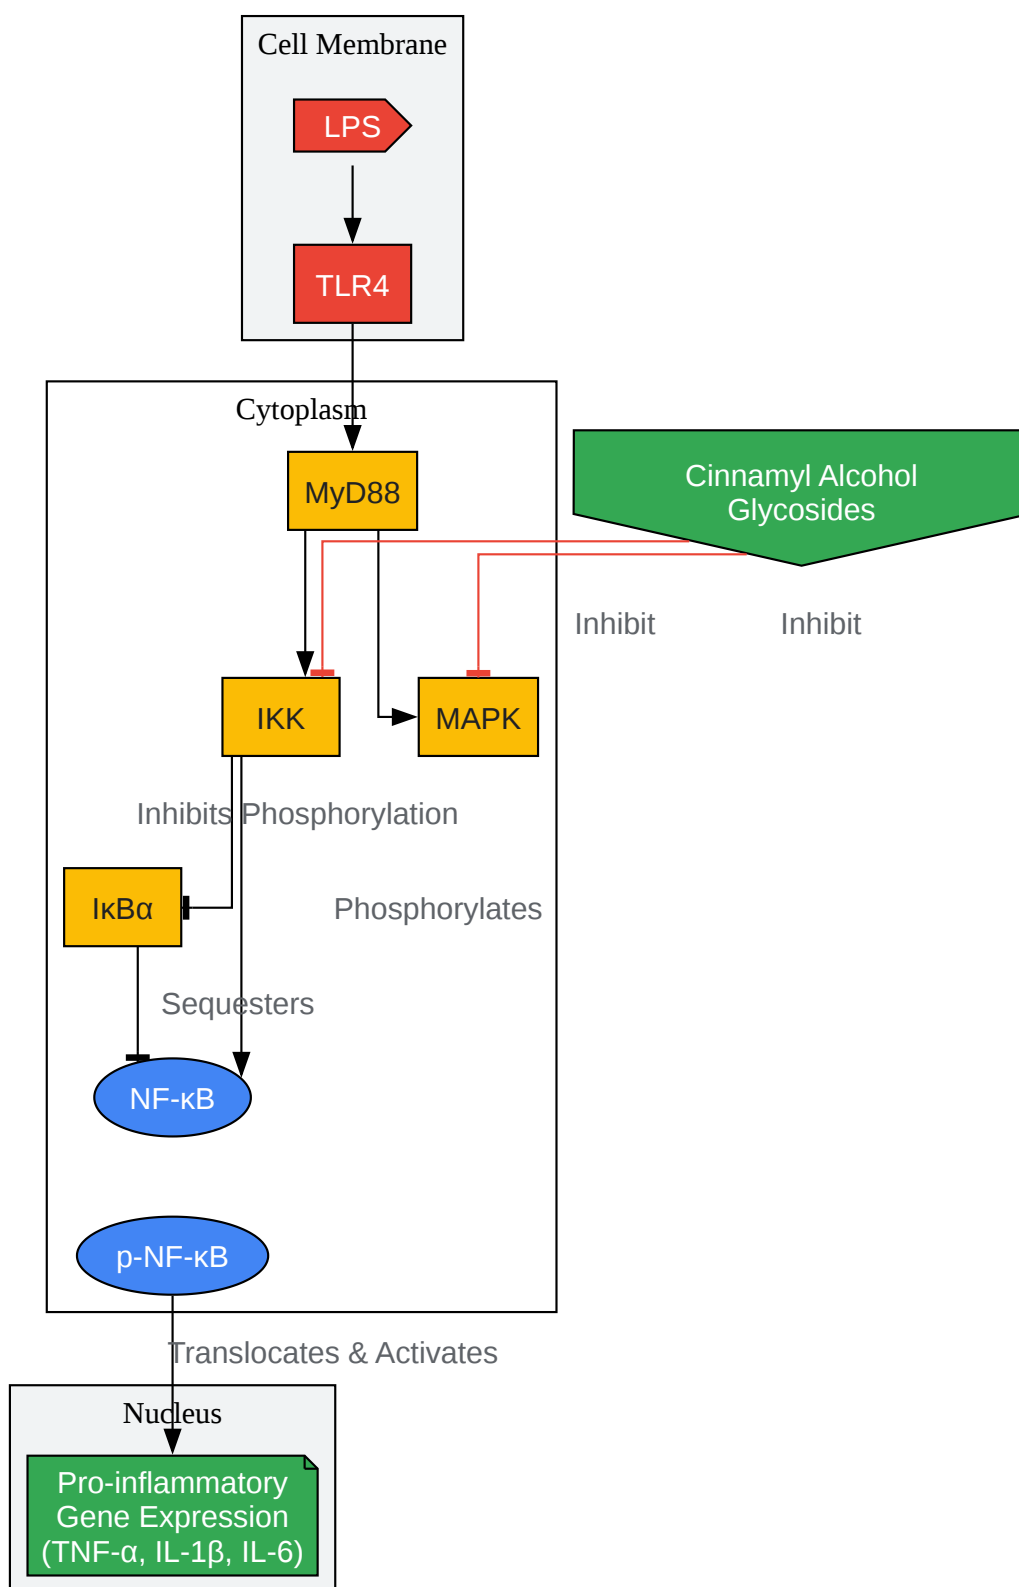 Cell Membrane
LPS
TLR4
Cytoplasm
MyD88
Cinnamyl Alcohol
Glycosides
Inhibit
Inhibit
IKK
MAPK
Inhibits Phosphorylation
IκBα
Phosphorylates
Sequesters
NF-κB
p-NF-κB
Translocates & Activates
Nucleus
Pro-inflammatory
Gene Expression
(TNF-α, IL-1β, IL-6)